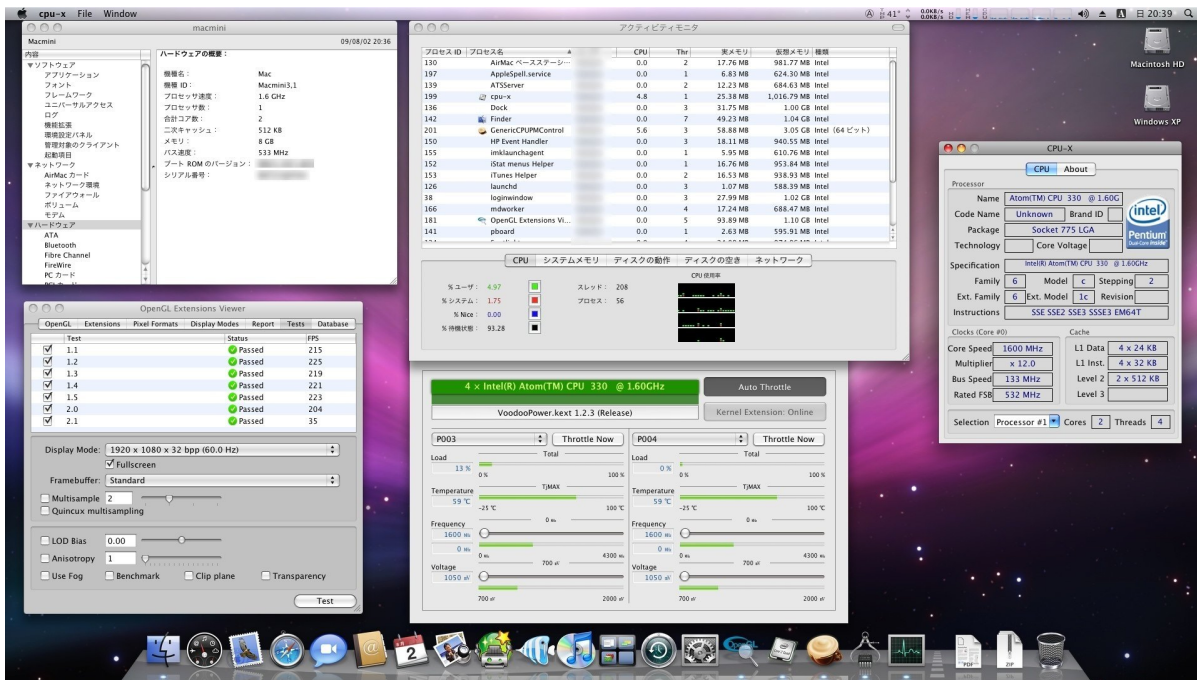 cpu-x File Window
41°
0.0KB/s
0.0KB/s
日 20:39
macmini
Macmini
09/08/02 20:36
内容
▼ソフトウェア
アプリケーション
フォント
フレームワーク
ユニバーサルアクセス
ログ
機能拡張
環境設定パネル
管理対象のクライアント
起動項目
▼ネットワーク
AirMac カード
ネットワーク環境
ファイアウォール
ボリューム
モデム
▼ハードウェア
ATA
Bluetooth
Fibre Channel
FireWire
PC カード
ハードウェアの概要：
機種名： Mac
機種 ID： Macmini3,1
プロセッサ速度： 1.6 GHz
プロセッサ数： 1
合計コア数： 2
二次キャッシュ： 512 KB
メモリ： 8 GB
バス速度： 533 MHz
ブート ROM のバージョン：
シリアル番号：
アクティビティモニタ
プロセス ID プロセス名 CPU Thr 実メモリ 仮想メモリ 種類
130 AirMac ベースステーシ… 0.0 2 17.76 MB 981.77 MB Intel
197 AppleSpell.service 0.0 1 6.83 MB 624.30 MB Intel
139 ATSServer 0.0 2 12.23 MB 684.63 MB Intel
199 cpu-x 4.8 1 25.38 MB 1,016.79 MB Intel
136 Dock 0.0 3 31.75 MB 1.00 GB Intel
142 Finder 0.0 7 49.23 MB 1.04 GB Intel
201 GenericCPUPMControl 5.6 3 58.88 MB 3.05 GB Intel（64 ビット）
150 HP Event Handler 0.0 3 18.11 MB 940.55 MB Intel
155 imklaunchagent 0.0 1 5.95 MB 610.76 MB Intel
152 iStat menus Helper 0.0 1 16.76 MB 953.84 MB Intel
153 iTunes Helper 0.0 2 16.53 MB 938.93 MB Intel
126 launchd 0.0 3 1.07 MB 588.39 MB Intel
38 loginwindow 0.0 3 27.99 MB 1.02 GB Intel
166 mdworker 0.0 4 17.24 MB 688.47 MB Intel
181 OpenGL Extensions Vi… 0.0 5 93.89 MB 1.10 GB Intel
141 pboard 0.0 1 2.63 MB 595.91 MB Intel
CPU システムメモリ ディスクの動作 ディスクの空き ネットワーク
CPU 使用率
% ユーザ： 4.97 スレッド： 208
% システム： 1.75 プロセス： 56
% Nice： 0.00
% 待機状態： 93.28
Macintosh HD
Windows XP
CPU-X
CPU About
Processor
Name Atom(TM) CPU 330 @ 1.60G
Code Name Unknown Brand ID
Package Socket 775 LGA
Technology Core Voltage
intel
Pentium
Dual-Core inside
Specification Intel(R) Atom(TM) CPU 330 @ 1.60GHz
Family 6 Model c Stepping 2
Ext. Family 6 Ext. Model 1c Revision
Instructions SSE SSE2 SSE3 SSSE3 EM64T
Clocks (Core #0) Cache
Core Speed 1600 MHz L1 Data 4 x 24 KB
Multiplier x 12.0 L1 Inst. 4 x 32 KB
Bus Speed 133 MHz Level 2 2 x 512 KB
Rated FSB 532 MHz Level 3
Selection Processor #1 Cores 2 Threads 4
OpenGL Extensions Viewer
OpenGL Extensions Pixel Formats Display Modes Report Tests Database
Test Status FPS
1.1 Passed 215
1.2 Passed 225
1.3 Passed 219
1.4 Passed 221
1.5 Passed 223
2.0 Passed 204
2.1 Passed 35
Display Mode: 1920 x 1080 x 32 bpp (60.0 Hz)
Fullscreen
Framebuffer: Standard
Multisample 2
Quincux multisampling
LOD Bias 0.00
Anisotropy 1
Use Fog Benchmark Clip plane Transparency
Test
4 x Intel(R) Atom(TM) CPU 330 @ 1.60GHz Auto Throttle
VoodooPower.kext 1.2.3 (Release) Kernel Extension: Online
P003 Throttle Now P004 Throttle Now
Load Total Load Total
13 % 0 % 100 % 0 % 0 % 100 %
Temperature TjMAX Temperature TjMAX
59 ℃ -25 ℃ 100 ℃ 59 ℃ -25 ℃ 100 ℃
Frequency 0 Frequency 0
1600 1600
0 0 4300 0 0 4300
Voltage 700 Voltage 700
1050 1050
700 2000 700 2000
2
PDF
ZIP